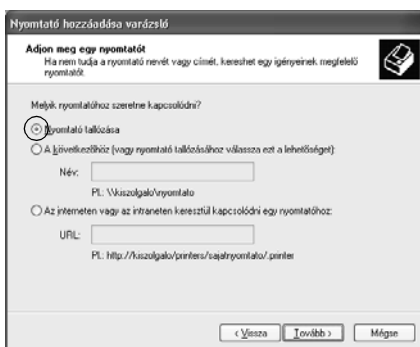 Nyomtató hozzáadása varázsló
Adjon meg egy nyomtatót
Ha nem tudja a nyomtató nevét vagy címét, kereshet egy igényeinek megfelelő
nyomtatót.
Melyik nyomtatóhoz szeretne kapcsolódni?
Nyomtató tallózása
A következőhöz (vagy nyomtató tallózásához válassza ezt a lehetőséget):
Név:
Pl.: \\kiszolgalo\nyomtato
Az interneten vagy az intraneten keresztül kapcsolódni egy nyomtatóhoz:
URL:
Pl.: http://kiszolgalo/printers/sajatnyomtato/.printer
< Vissza Tovább > Mégse